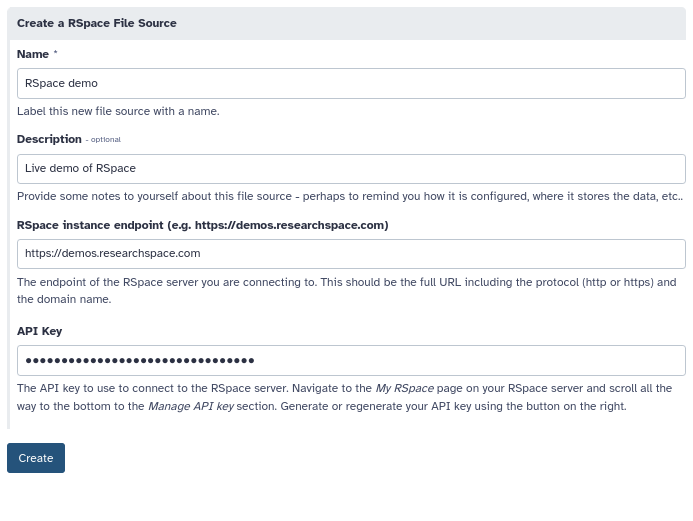 Create a RSpace File Source
Name *
RSpace demo
Label this new file source with a name.
Description - optional
Live demo of RSpace
Provide some notes to yourself about this file source - perhaps to remind you how it is configured, where it stores the data, etc..
RSpace instance endpoint (e.g. https://demos.researchspace.com)
https://demos.researchspace.com
The endpoint of the RSpace server you are connecting to. This should be the full URL including the protocol (http or https) and
the domain name.
API Key
••••••••••••••••••••••••••••••••
The API key to use to connect to the RSpace server. Navigate to the My RSpace page on your RSpace server and scroll all the
way to the bottom to the Manage API key section. Generate or regenerate your API key using the button on the right.
Create